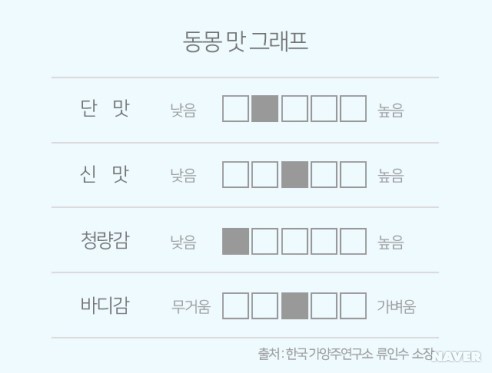 동몽 맛 그래프
단 맛 낮음 높음
신 맛 낮음 높음
청량감 낮음 높음
바디감 무거움 가벼움
출처 : 한국가양주연구소 류인수 소장
NAVER